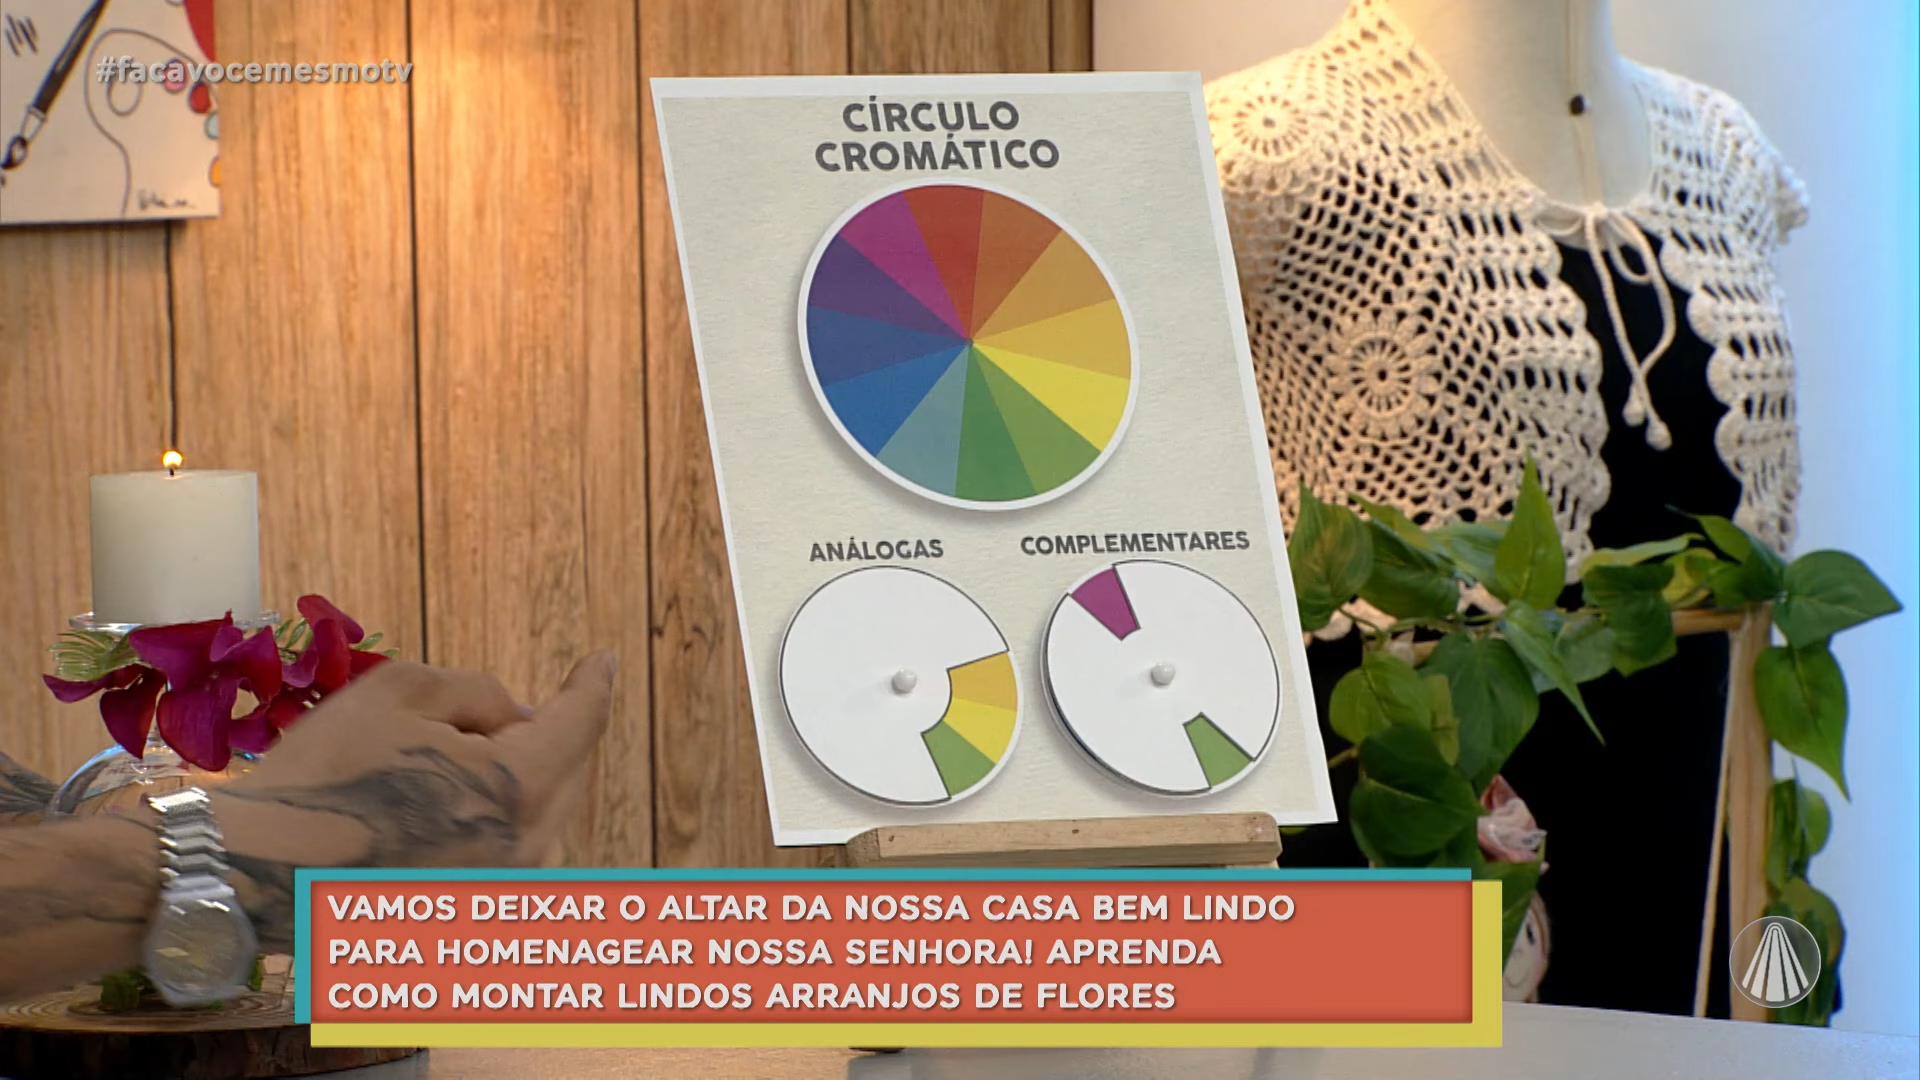 #facavocemesmotv
CÍRCULO
CROMÁTICO
ANÁLOGAS
COMPLEMENTARES
VAMOS DEIXAR O ALTAR DA NOSSA CASA BEM LINDO
PARA HOMENAGEAR NOSSA SENHORA! APRENDA
COMO MONTAR LINDOS ARRANJOS DE FLORES